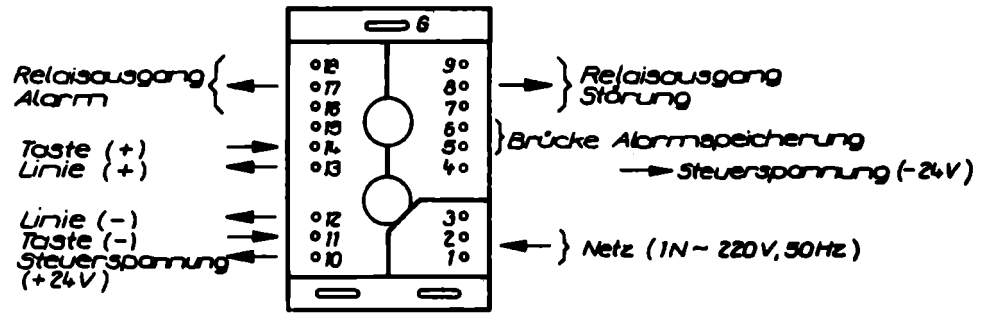 G
Relaisausgang
Alarm
18
17
16
15
14
13
12
11
10
9
8
7
6
5
4
3
2
1
Relaisausgang
Störung
Brücke Alarmspeicherung
Steuerspannung (-24V)
Taste (+)
Linie (+)
Linie (-)
Taste (-)
Steuerspannung
(+24V)
Netz (1N~ 220V, 50Hz)